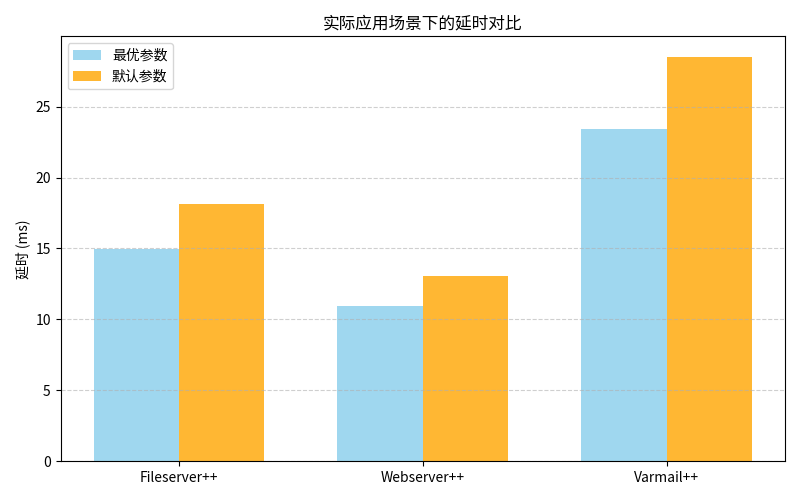 实际应用场景下的延时对比
最优参数
默认参数
延时 (ms)
25
20
15
10
5
0
Fileserver++
Webserver++
Varmail++